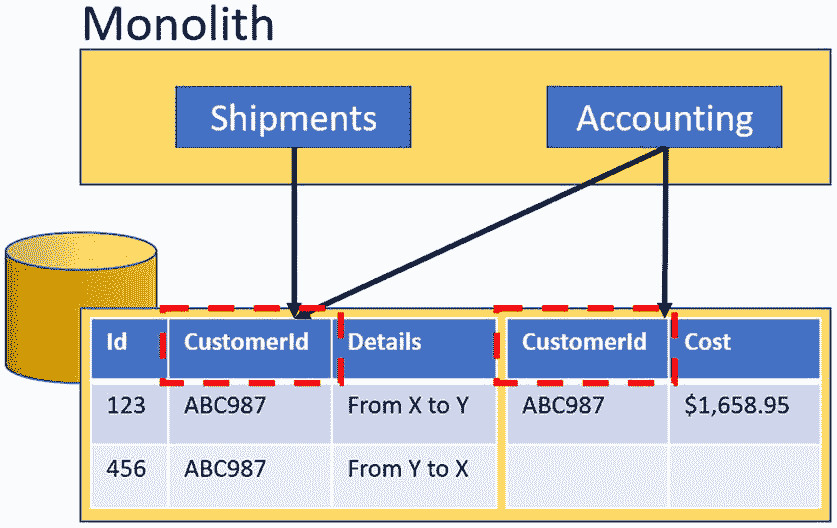 Monolith
Shipments Accounting
Id CustomerId Details CustomerId Cost
123 ABC987 From X to Y ABC987 $1,658.95
456 ABC987 From Y to X